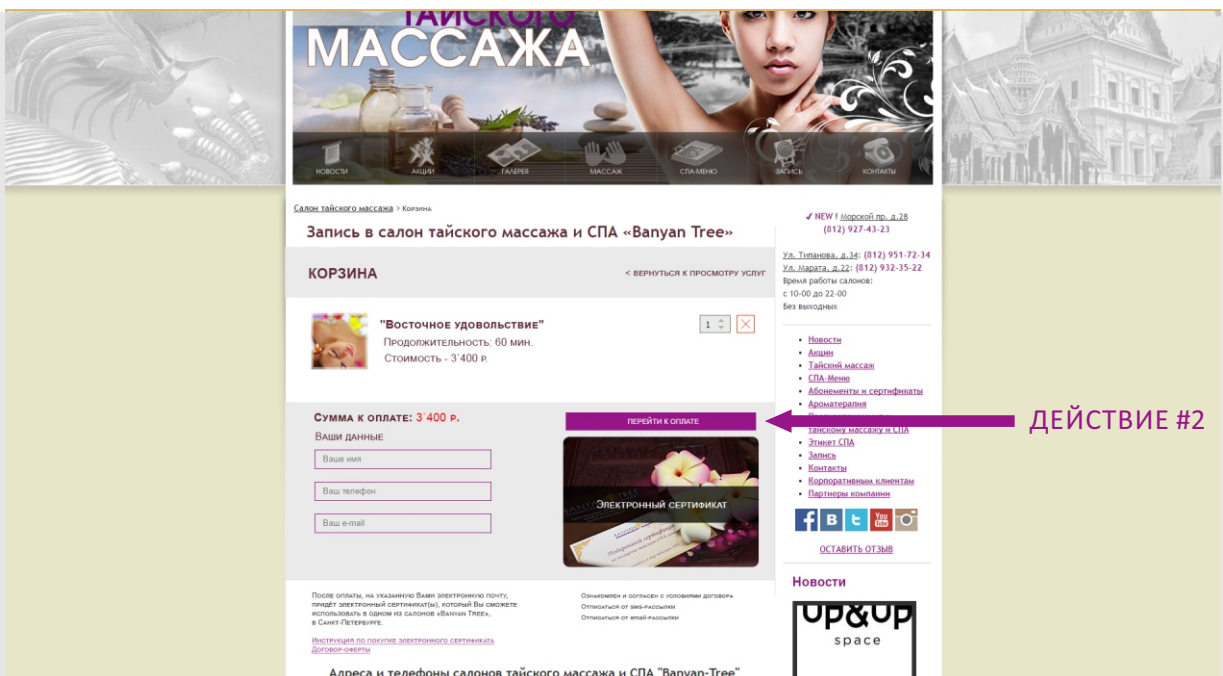 ТАЙСКОГО
МАССАЖА
НОВОСТИ
АКЦИИ
ГАЛЕРЕЯ
МАССАЖ
СПА-МЕНЮ
ЗАПИСЬ
КОНТАКТЫ
Салон тайского массажа > Корзина
Запись в салон тайского массажа и СПА «Banyan Tree»
КОРЗИНА
< ВЕРНУТЬСЯ К ПРОСМОТРУ УСЛУГ
"Восточное удовольствие"
Продолжительность: 60 мин.
Стоимость - 3`400 р.
1
Сумма к оплате: 3`400 р.
Ваши данные
Ваше имя
Ваш телефон
Ваш e-mail
ПЕРЕЙТИ К ОПЛАТЕ
Электронный сертификат
Подарочный сертификат
После оплаты, на указанную Вами электронную почту,
придёт электронный сертификат(ы), который Вы сможете
использовать в одном из салонов «Banyan Tree»,
в Санкт-Петербурге.
Инструкция по покупке электронного сертификата
Договор-оферты
Ознакомлен и согласен с условиями договора
Отписаться от sms-рассылки
Отписаться от email-рассылки
Адреса и телефоны салонов тайского массажа и СПА "Banyan-Tree"
✓ NEW ! Морской пр. д.28
(812) 927-43-23
Ул. Типанова, д.34: (812) 951-72-34
Ул. Марата, д.22: (812) 932-35-22
Время работы салонов:
с 10-00 до 22-00
Без выходных
Новости
Акции
Тайский массаж
СПА-Меню
Абонементы и сертификаты
Ароматерапия
тайскому массажу и СПА
Этикет СПА
Запись
Контакты
Корпоративным клиентам
Партнеры компании
You Tube
ОСТАВИТЬ ОТЗЫВ
Новости
UP&UP
space
ДЕЙСТВИЕ #2